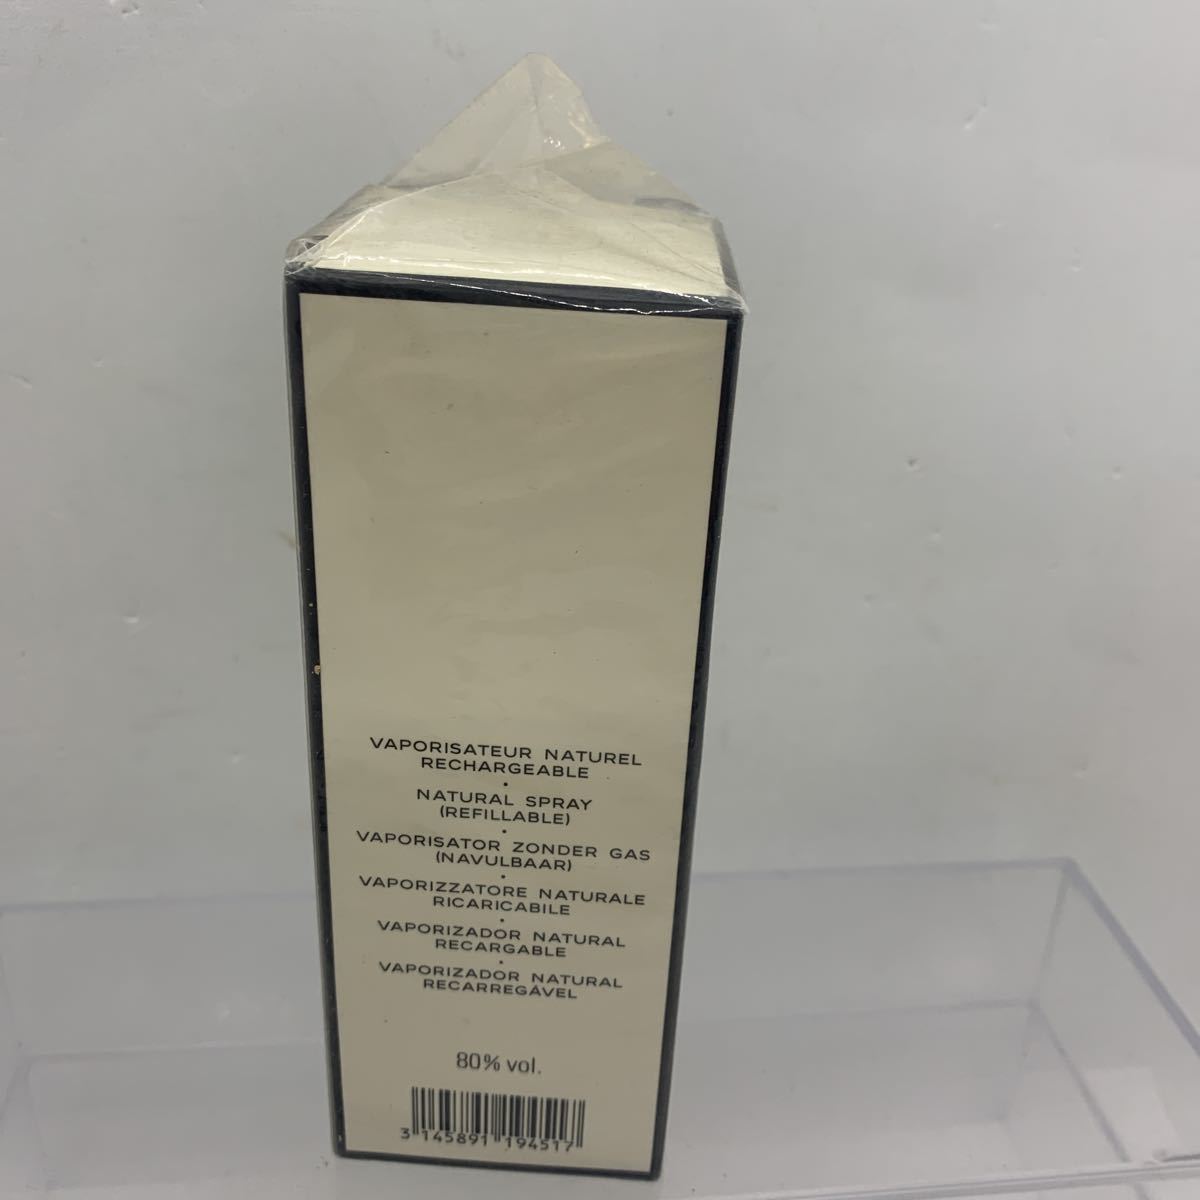 VAPORISATEUR NATUREL
RECHARGEABLE
•
NATURAL SPRAY
(REFILLABLE)
•
VAPORISATOR ZONDER GAS
(NAVULBAAR)
•
VAPORIZZATORE NATURALE
RICARICABILE
•
VAPORIZADOR NATURAL
RECARGABLE
•
VAPORIZADOR NATURAL
RECARREGÁVEL
80% vol.
3 145891 194517